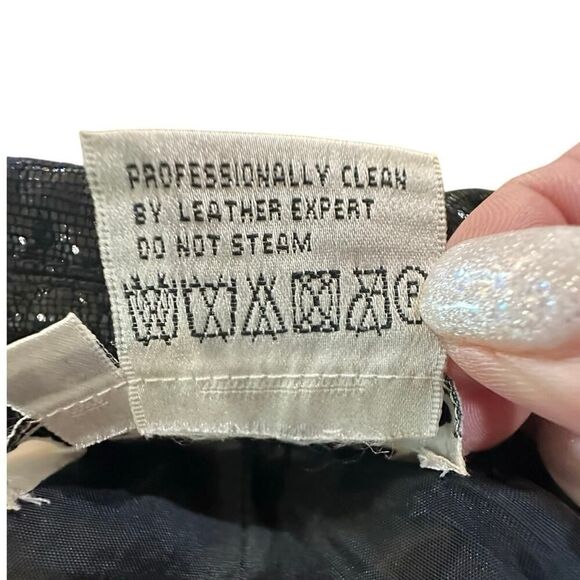 PROFESSIONALLY CLEAN
BY LEATHER EXPERT
DO NOT STEAM
P